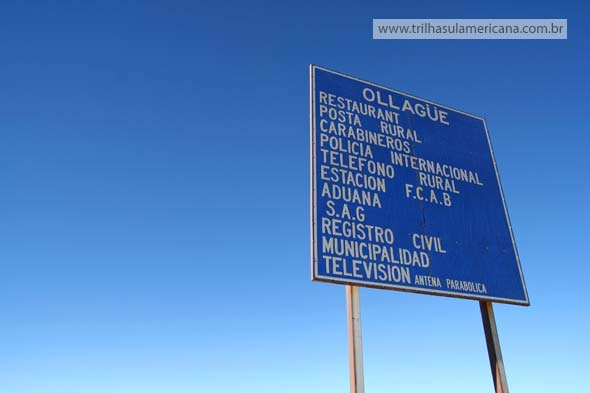 www.trilhasulamericana.com.br
OLLAGÜE
RESTAURANT
POSTA RURAL
CARABINEROS
POLICIA INTERNACIONAL
TELEFONO RURAL
ESTACION F.C.A.B
ADUANA
S.A.G
REGISTRO CIVIL
MUNICIPALIDAD
TELEVISION ANTENA PARABOLICA